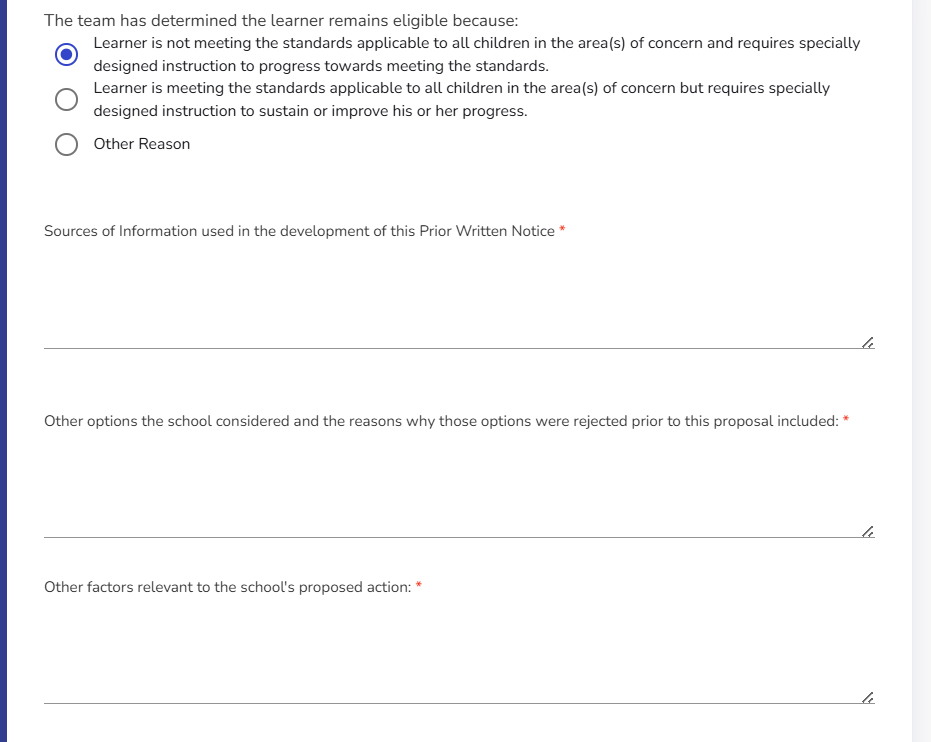 The team has determined the learner remains eligible because:
Learner is not meeting the standards applicable to all children in the area(s) of concern and requires specially
designed instruction to progress towards meeting the standards.
Learner is meeting the standards applicable to all children in the area(s) of concern but requires specially
designed instruction to sustain or improve his or her progress.
Other Reason
Sources of Information used in the development of this Prior Written Notice *
Other options the school considered and the reasons why those options were rejected prior to this proposal included: *
Other factors relevant to the school's proposed action: *